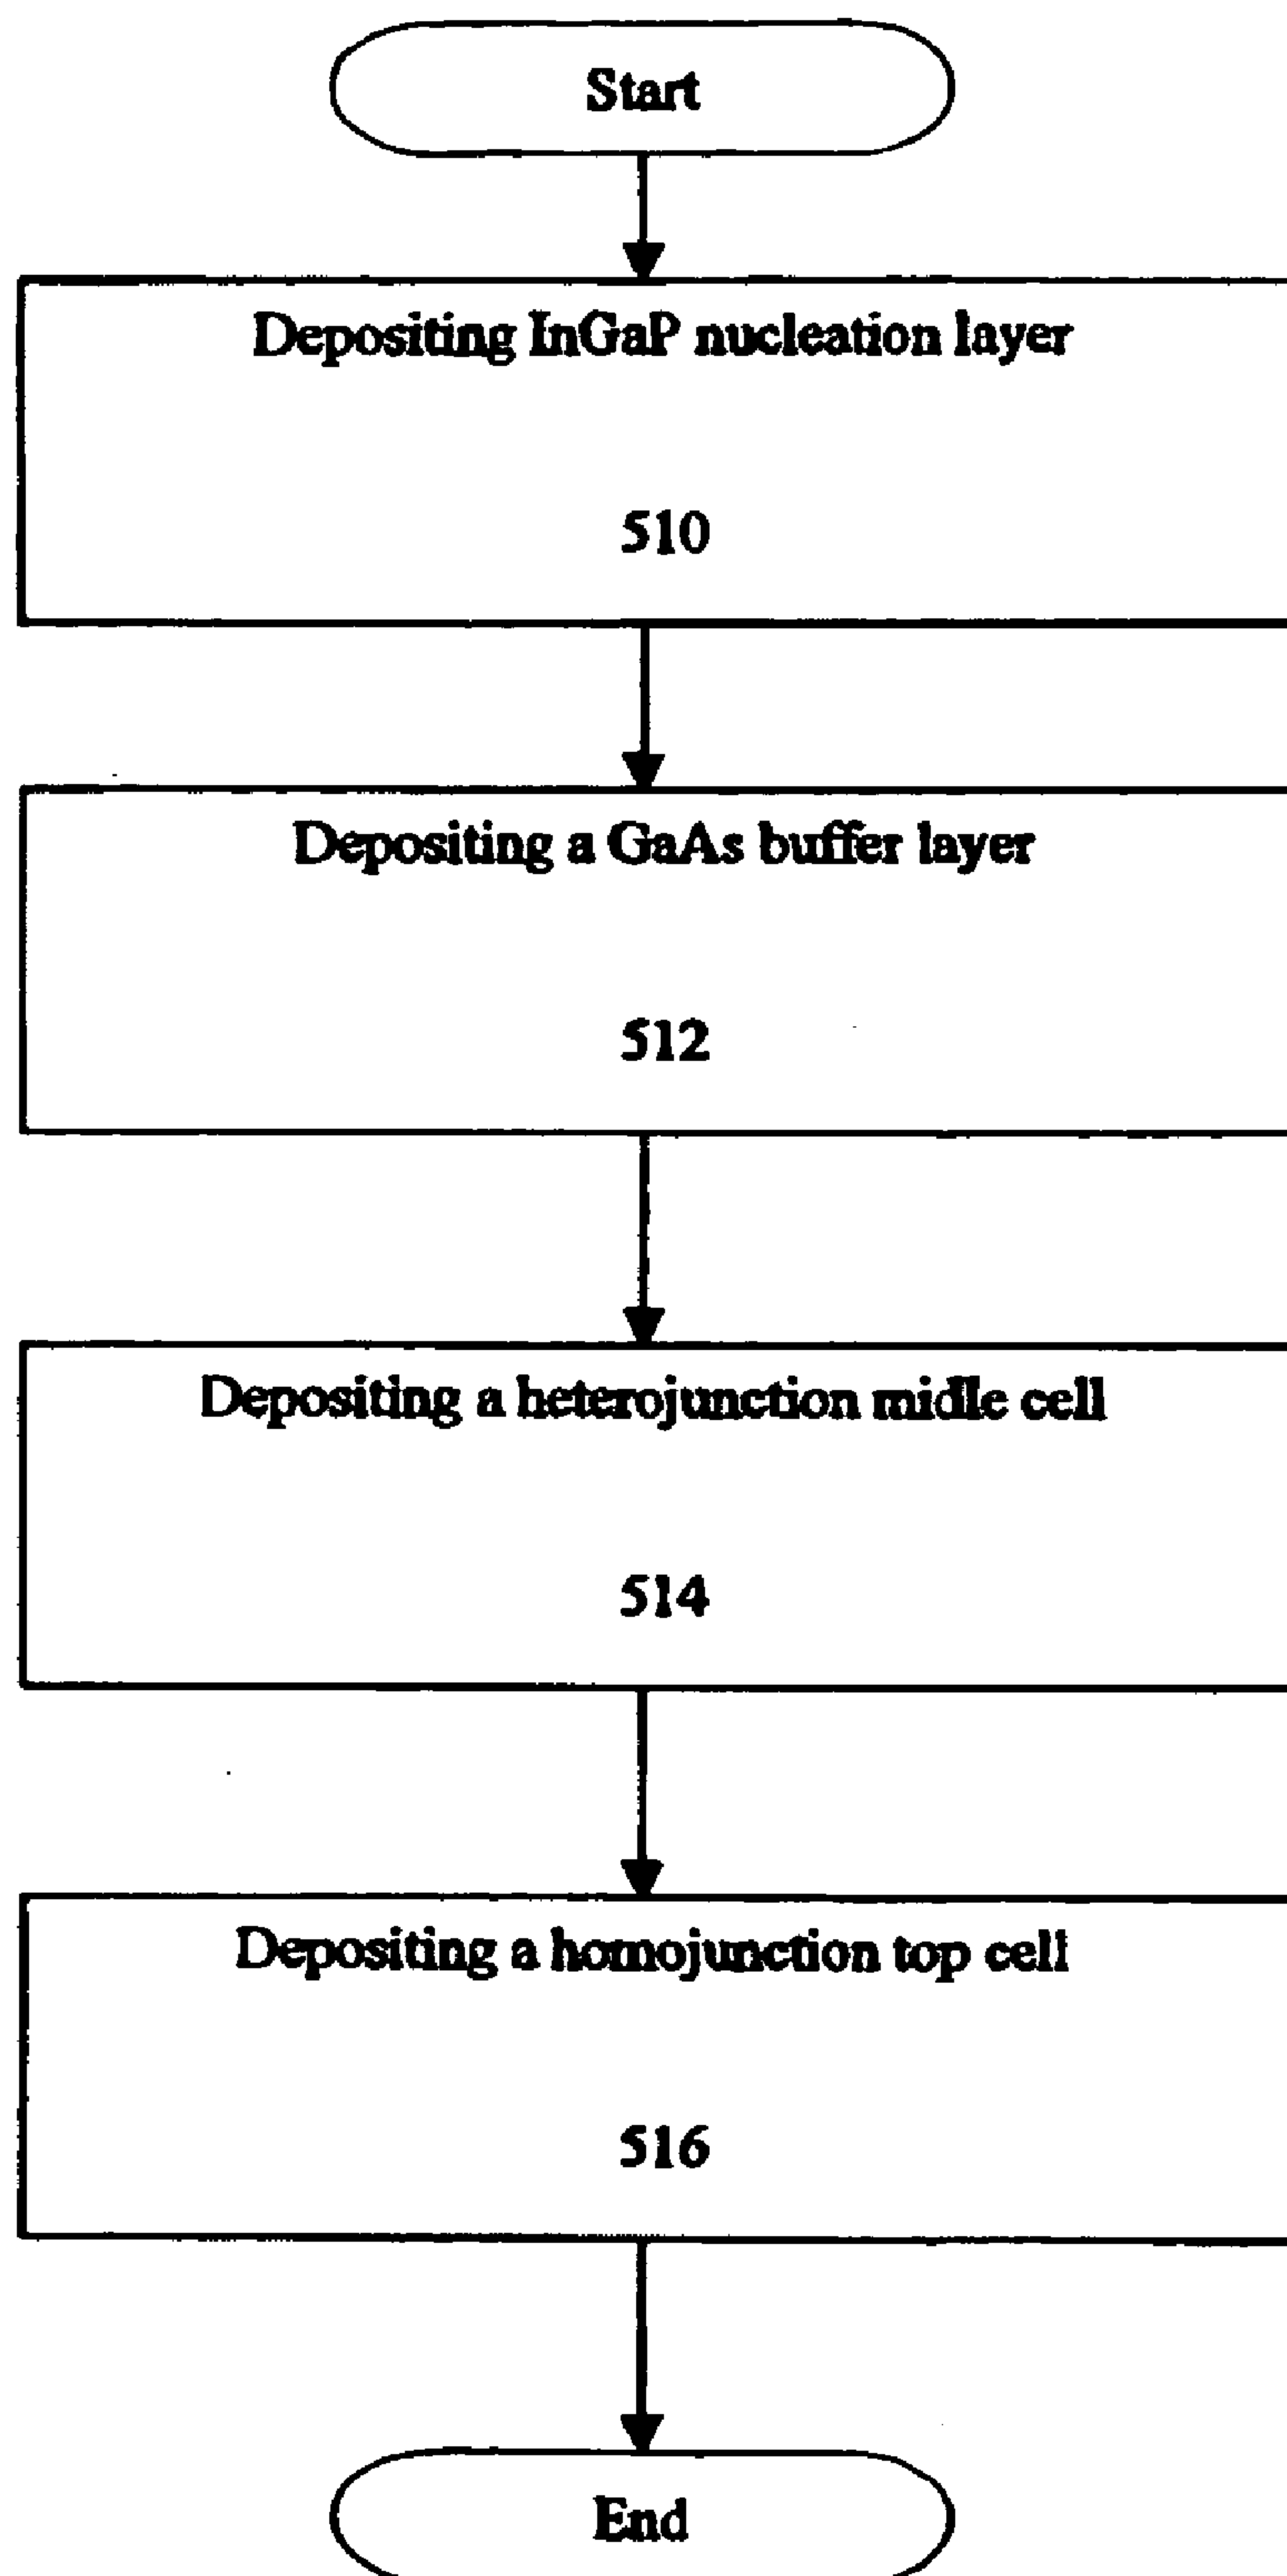 Start
Depositing InGaP nucleation layer
510
Depositing a GaAs buffer layer
512
Depositing a heterojunction midle cell
514
Depositing a homojunction top cell
516
End